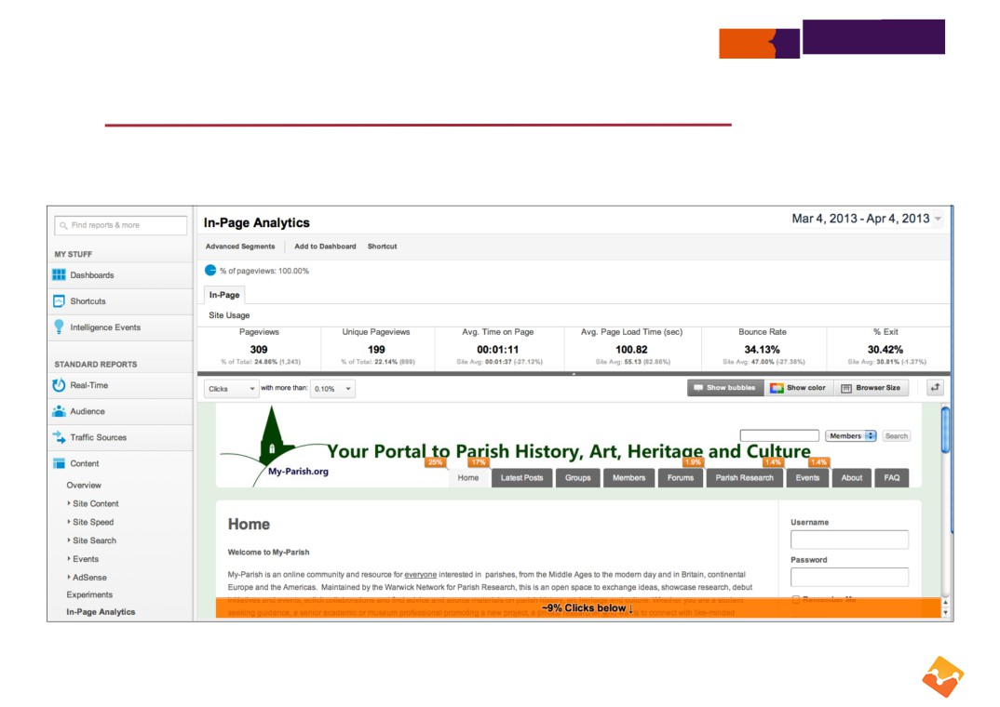 Find reports & more
MY STUFF
Dashboards
Shortcuts
Intelligence Events
STANDARD REPORTS
Real-Time
Audience
Traffic Sources
Content
Overview
Site Content
Site Speed
Site Search
Events
AdSense
Experiments
In-Page Analytics
In-Page Analytics
Mar 4, 2013 - Apr 4, 2013
Advanced Segments Add to Dashboard Shortcut
% of pageviews: 100.00%
In-Page
Site Usage
Pageviews Unique Pageviews Avg. Time on Page Avg. Page Load Time (sec) Bounce Rate % Exit
309 199 00:01:11 100.82 34.13% 30.42%
% of Total: 24.86% (1,243) % of Total: 22.14% (899) Site Avg: 00:01:37 (-27.12%) Site Avg: 55.13 (82.86%) Site Avg: 47.00% (-27.38%) Site Avg: 30.81% (-1.27%)
Clicks with more than: 0.10% Show bubbles Show color Browser Size
Members Search
Your Portal to Parish History, Art, Heritage and Culture
25% 17% 1.9% 1.4% 1.4%
My-Parish.org
Home Latest Posts Groups Members Forums Parish Research Events About FAQ
Home
Welcome to My-Parish
My-Parish is an online community and resource for everyone interested in parishes, from the Middle Ages to the modern day and in Britain, continental
Europe and the Americas. Maintained by the Warwick Network for Parish Research, this is an open space to exchange ideas, showcase research, debut
initiatives and events, solicit collaborations and find advice and source materials on parish history, art, heritage and culture. Whether you are a student
seeking guidance, a senior academic or museum professional promoting a new project, a private researcher who wants to connect with like-minded
~9% Clicks below ↓
Username
Password
Remember Me